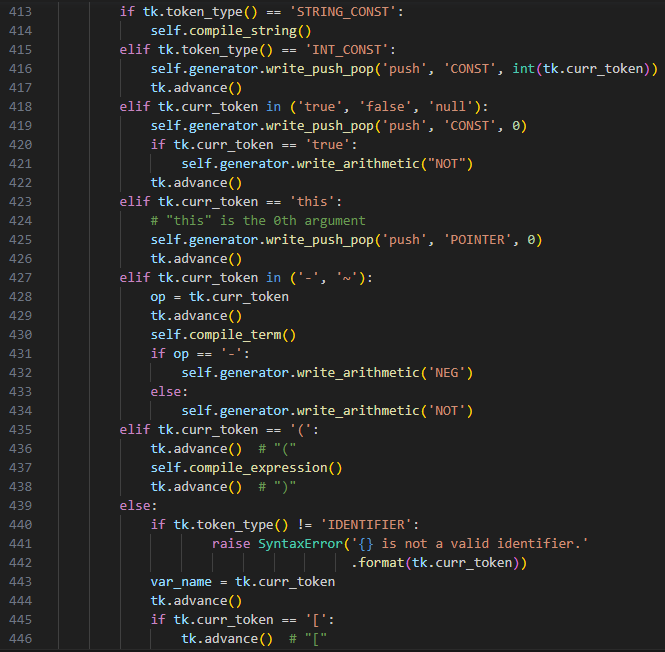 413 if tk.token_type() == 'STRING_CONST':
414     self.compile_string()
415 elif tk.token_type() == 'INT_CONST':
416     self.generator.write_push_pop('push', 'CONST', int(tk.curr_token))
417     tk.advance()
418 elif tk.curr_token in ('true', 'false', 'null'):
419     self.generator.write_push_pop('push', 'CONST', 0)
420     if tk.curr_token == 'true':
421         self.generator.write_arithmetic("NOT")
422     tk.advance()
423 elif tk.curr_token == 'this':
424     # "this" is the 0th argument
425     self.generator.write_push_pop('push', 'POINTER', 0)
426     tk.advance()
427 elif tk.curr_token in ('-', '~'):
428     op = tk.curr_token
429     tk.advance()
430     self.compile_term()
431     if op == '-':
432         self.generator.write_arithmetic('NEG')
433     else:
434         self.generator.write_arithmetic('NOT')
435 elif tk.curr_token == '(':
436     tk.advance()  # "("
437     self.compile_expression()
438     tk.advance()  # ")"
439 else:
440     if tk.token_type() != 'IDENTIFIER':
441             raise SyntaxError('{} is not a valid identifier.'
442                               .format(tk.curr_token))
443     var_name = tk.curr_token
444     tk.advance()
445     if tk.curr_token == '[':
446         tk.advance()  # "["